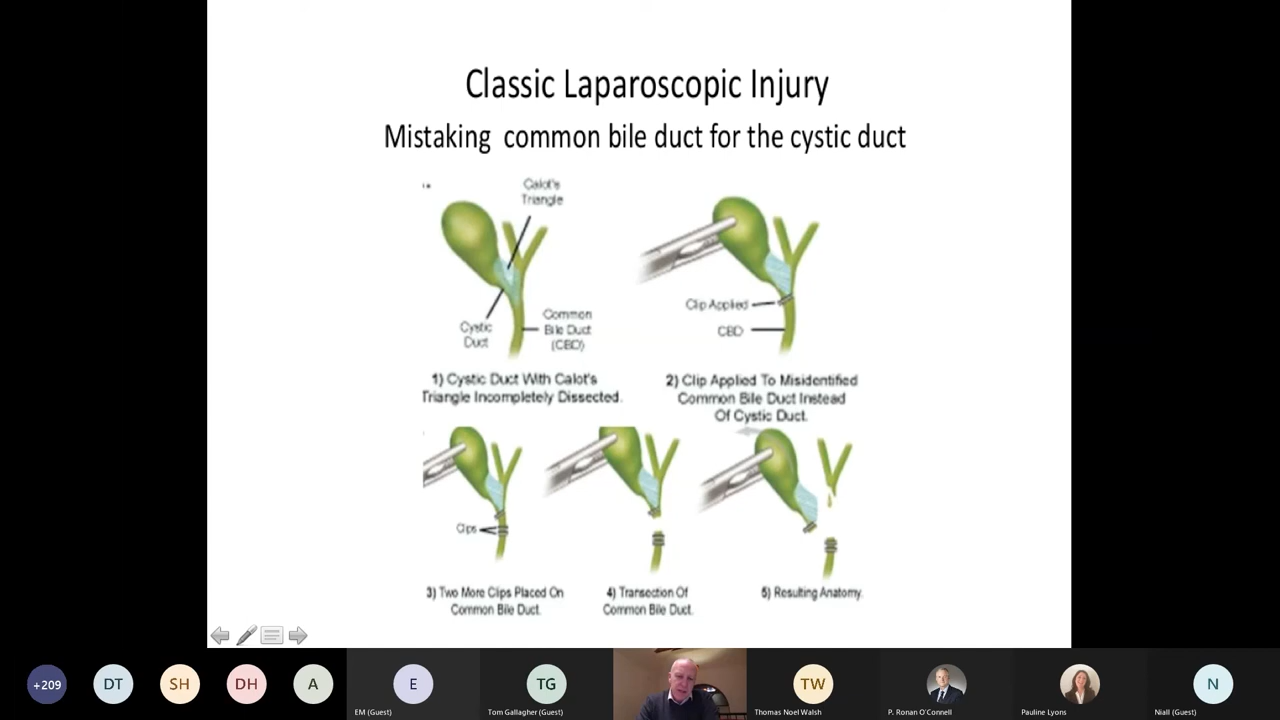 Classic Laparoscopic Injury
Mistaking common bile duct for the cystic duct
Calot's
Triangle
Cystic
Duct
Common
Bile Duct
(CBD)
1) Cystic Duct With Calot's
Triangle Incompletely Dissected.
Clip Applied
CBD
2) Clip Applied To Misidentified
Common Bile Duct Instead
Of Cystic Duct.
Clips
3) Two More Clips Placed On
Common Bile Duct.
4) Transection Of
Common Bile Duct.
5) Resulting Anatomy.
+209
DT
SH
DH
A
E
EM (Guest)
TG
Tom Gallagher (Guest)
TW
Thomas Noel Walsh
P. Ronan O'Connell
Pauline Lyons
N
Niall (Guest)